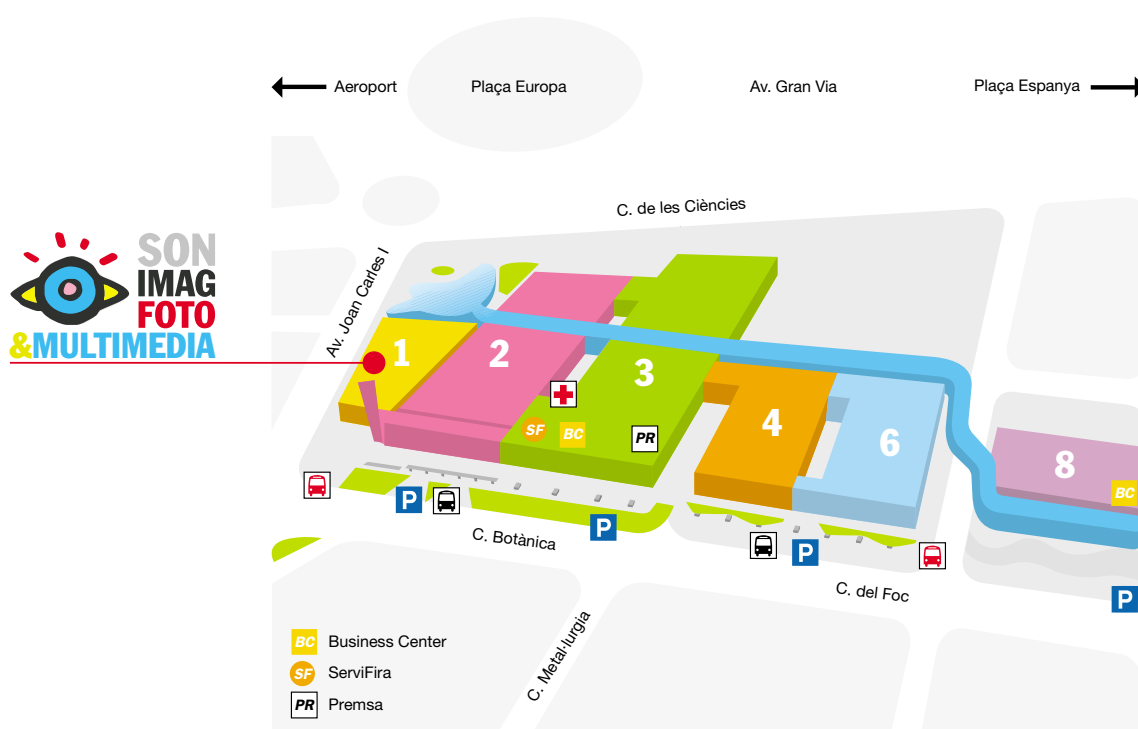 Aeroport
Plaça Europa
Av. Gran Via
Plaça Espanya
C. de les Ciències
Av. Joan Carles I
SON
IMAG
FOTO
&MULTIMEDIA
1
2
3
4
6
8
SF
BC
PR
BC
P
P
P
P
C. Botànica
C. del Foc
C. Metal·lurgia
BC Business Center
SF ServiFira
PR Premsa